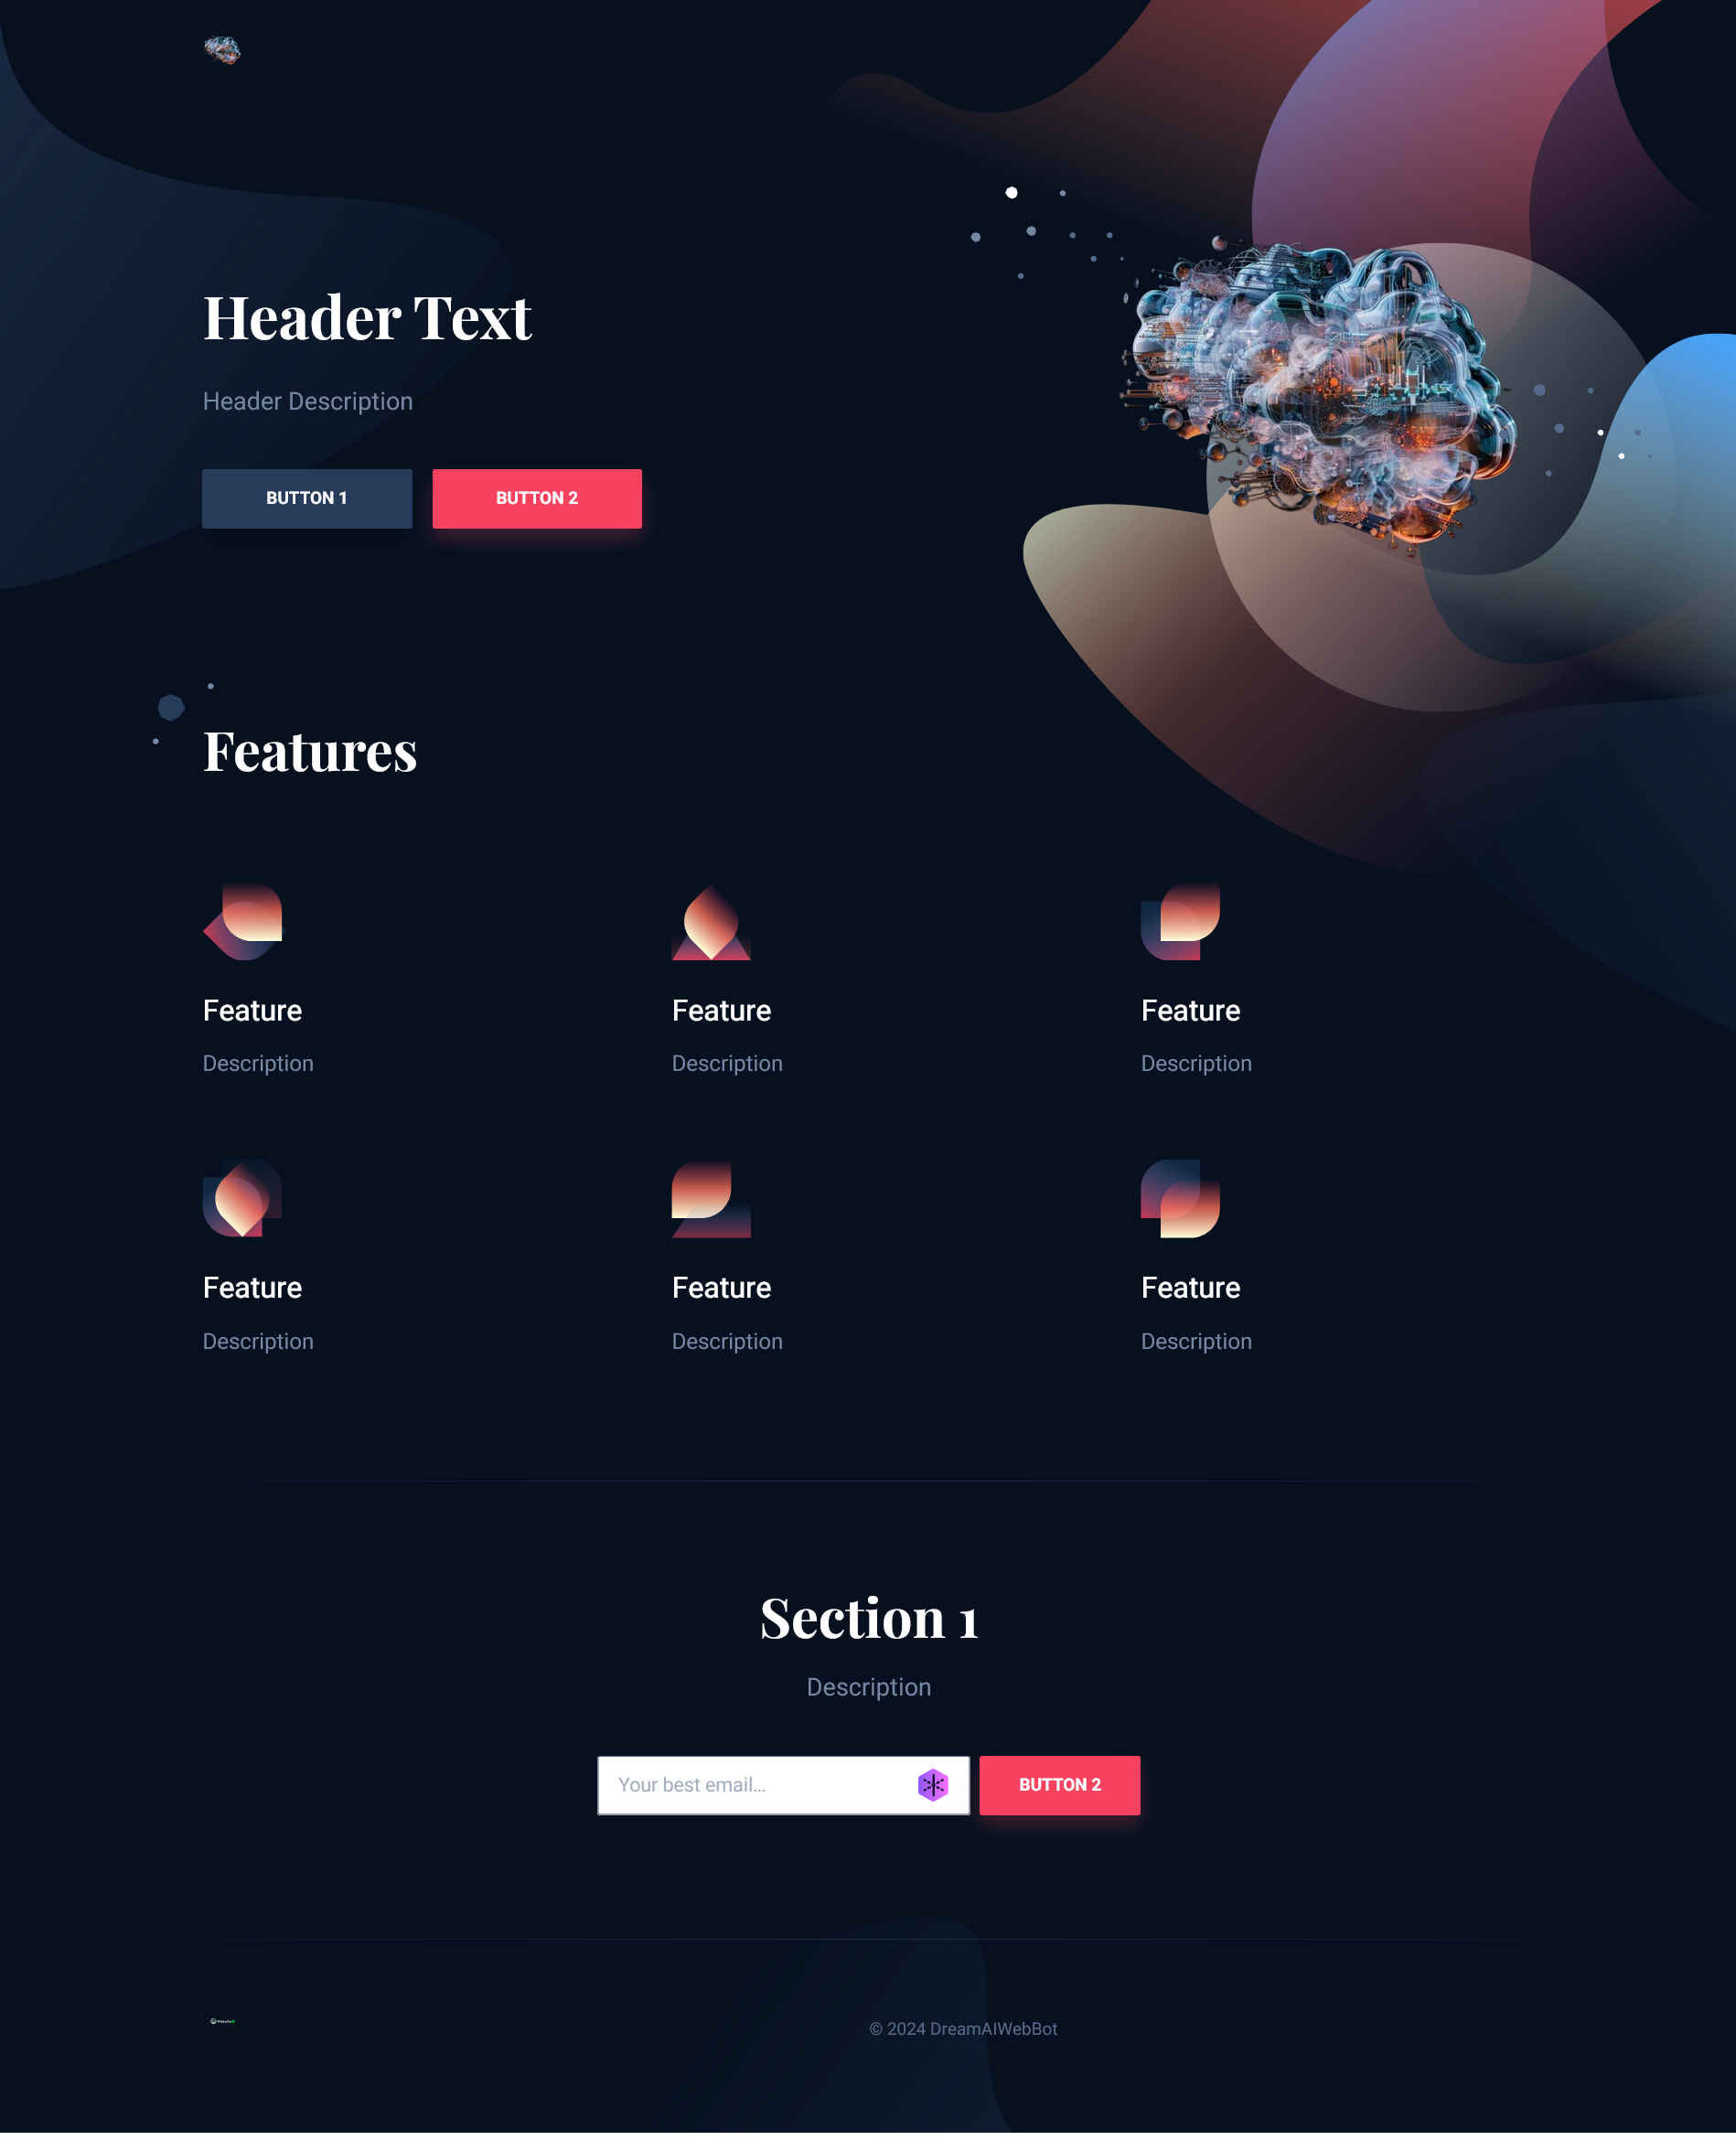 Header Text
Header Description
BUTTON 1 BUTTON 2
Features
Feature Feature Feature
Description Description Description
Feature Feature Feature
Description Description Description
Section 1
Description
Your best email... BUTTON 2
© 2024 DreamAIWebBot